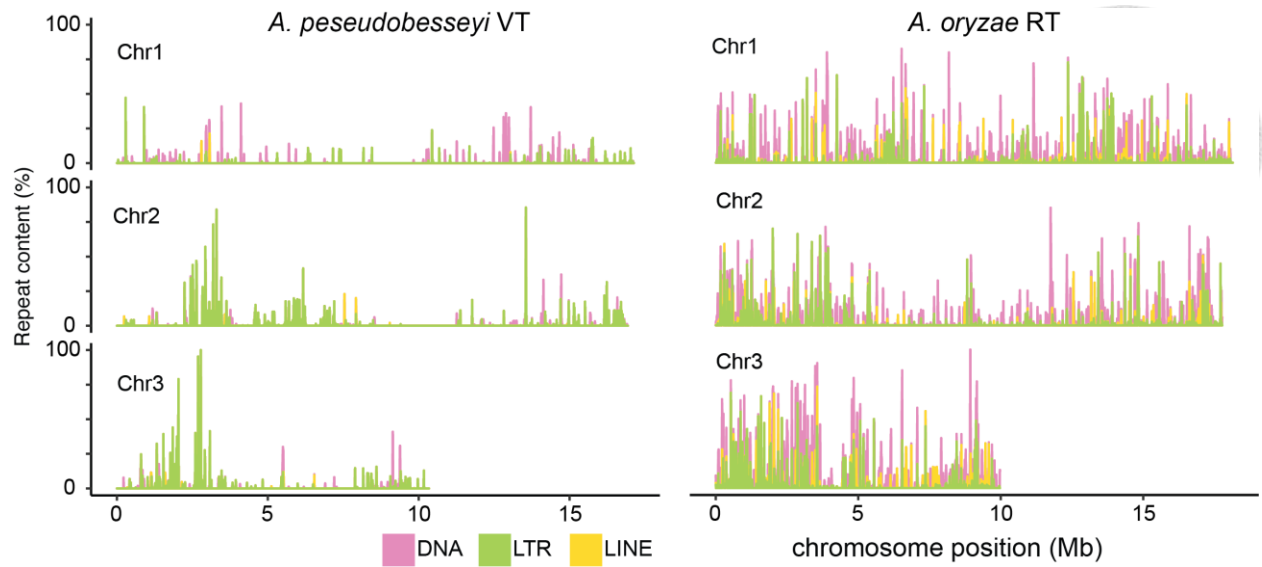 A. peseudobesseyi VT
A. oryzae RT
Repeat content (%)
100
Chr1
0
100
Chr2
0
100
Chr3
0
0 5 10 15
Chr1
Chr2
Chr3
0 5 10 15
DNA LTR LINE
chromosome position (Mb)